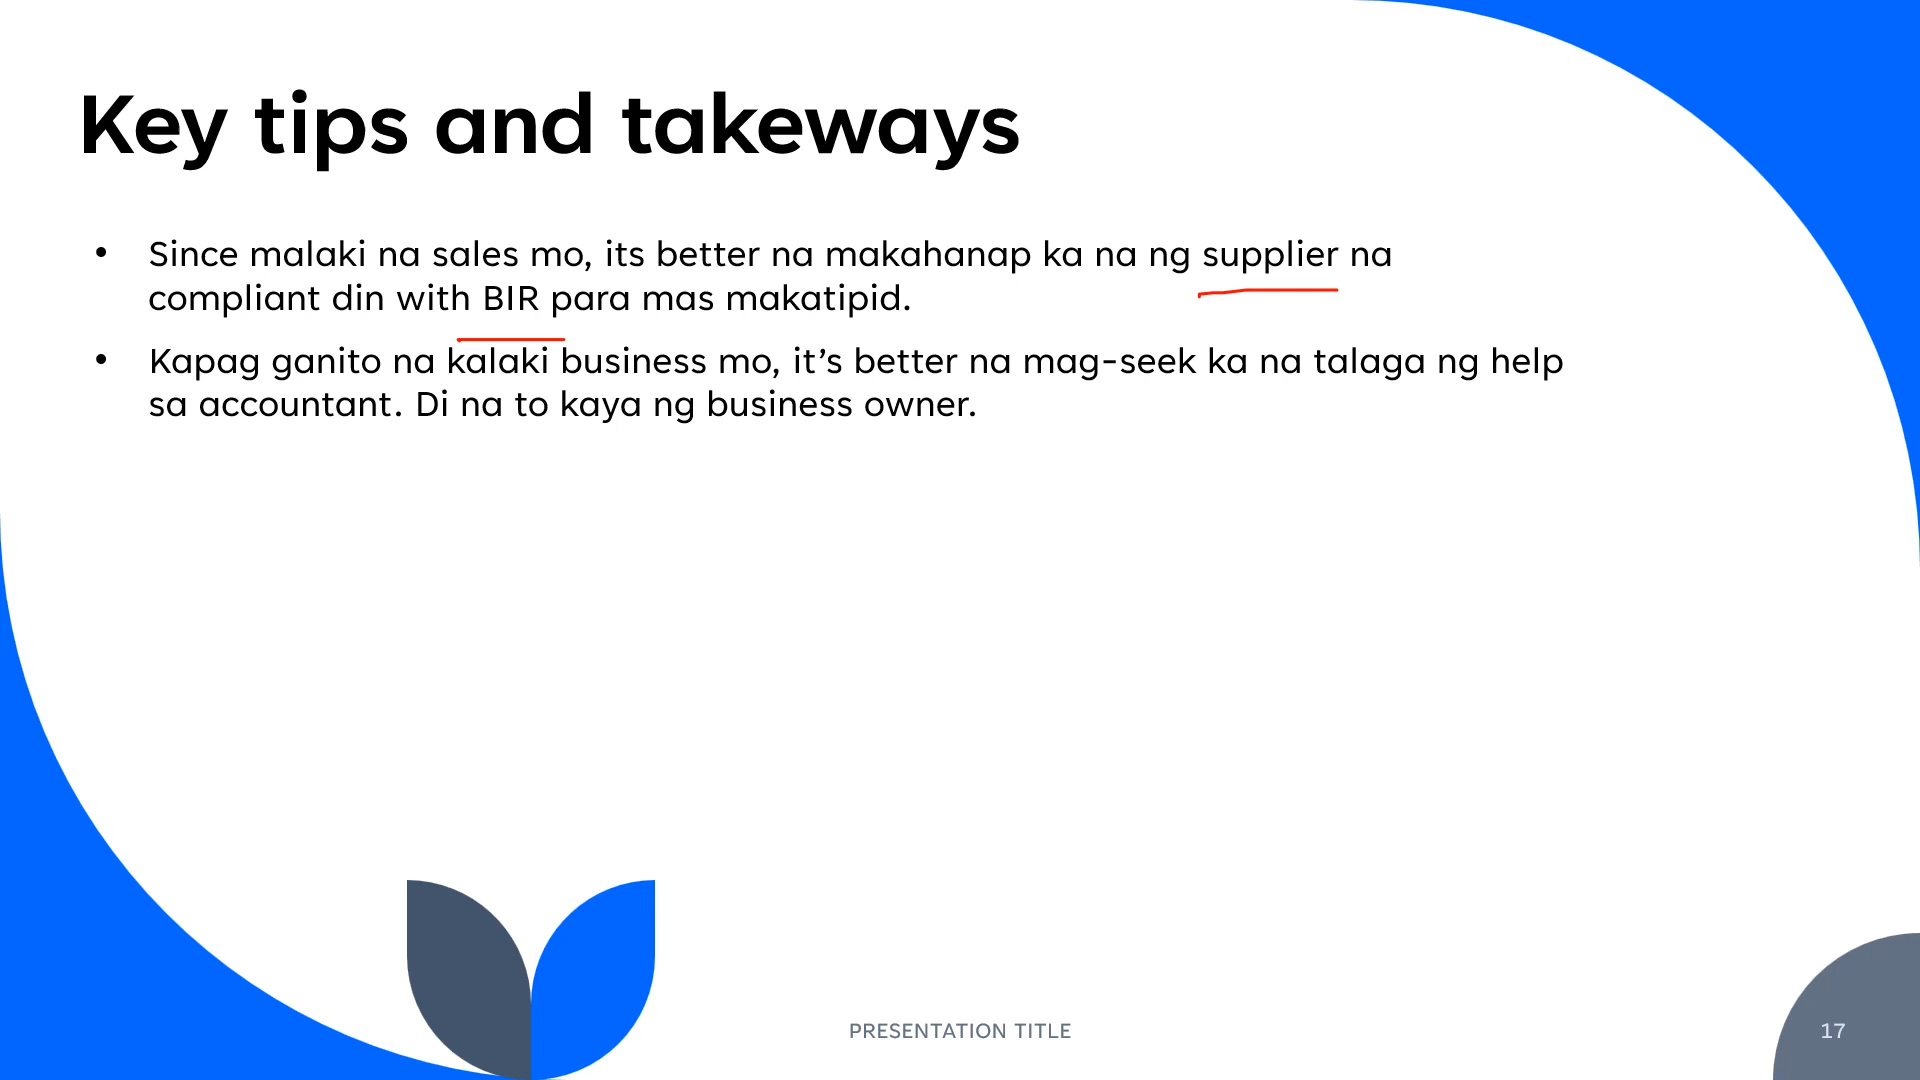 Key tips and takeways
• Since malaki na sales mo, its better na makahanap ka na ng supplier na
compliant din with BIR para mas makatipid.
• Kapag ganito na kalaki business mo, it’s better na mag-seek ka na talaga ng help
sa accountant. Di na to kaya ng business owner.
PRESENTATION TITLE
17